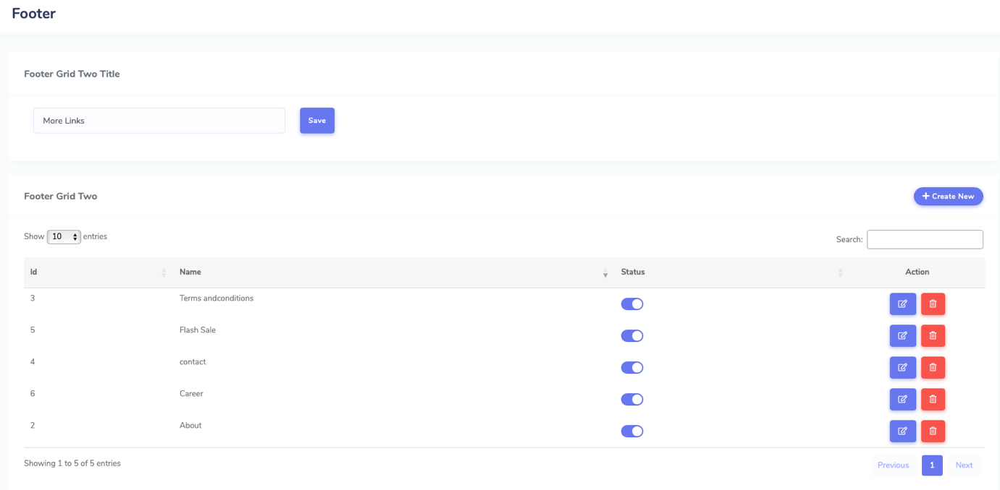 Footer
Footer Grid Two Title
More Links Save
Footer Grid Two Create New
Show 10 entries Search:
Id Name Status Action
3 Terms andconditions
5 Flash Sale
4 contact
6 Career
2 About
Showing 1 to 5 of 5 entries Previous 1 Next